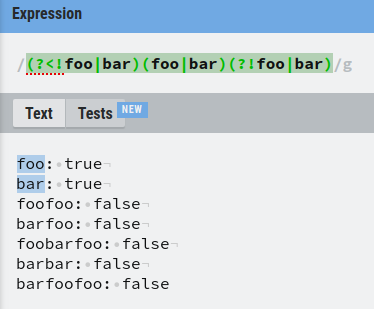 Expression
/(?<!foo|bar)(foo|bar)(?!foo|bar)/g
Text Tests NEW
foo:·true¬
bar:·true¬
foofoo:·false¬
barfoo:·false¬
foobarfoo:·false¬
barbar:·false¬
barfoofoo:·false